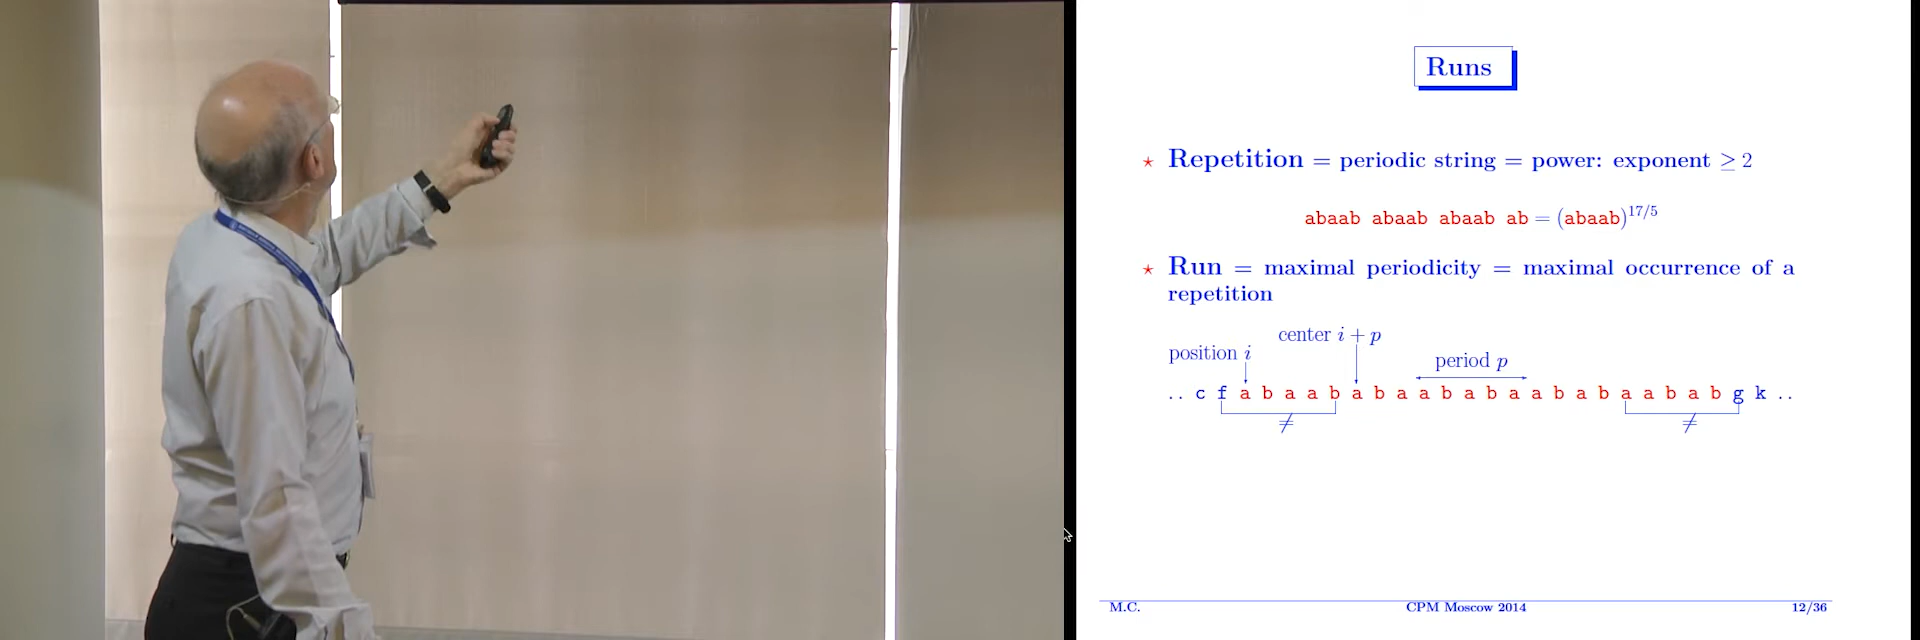 Runs
⋆ Repetition = periodic string = power: exponent ≥ 2
abaab abaab abaab ab = (abaab)^17/5
⋆ Run = maximal periodicity = maximal occurrence of a
repetition
center i + p
position i
period p
.. c f a b a a b a b a a b a b a a b a b a a b a b g k ..
≠ ≠
M.C. CPM Moscow 2014 12/36